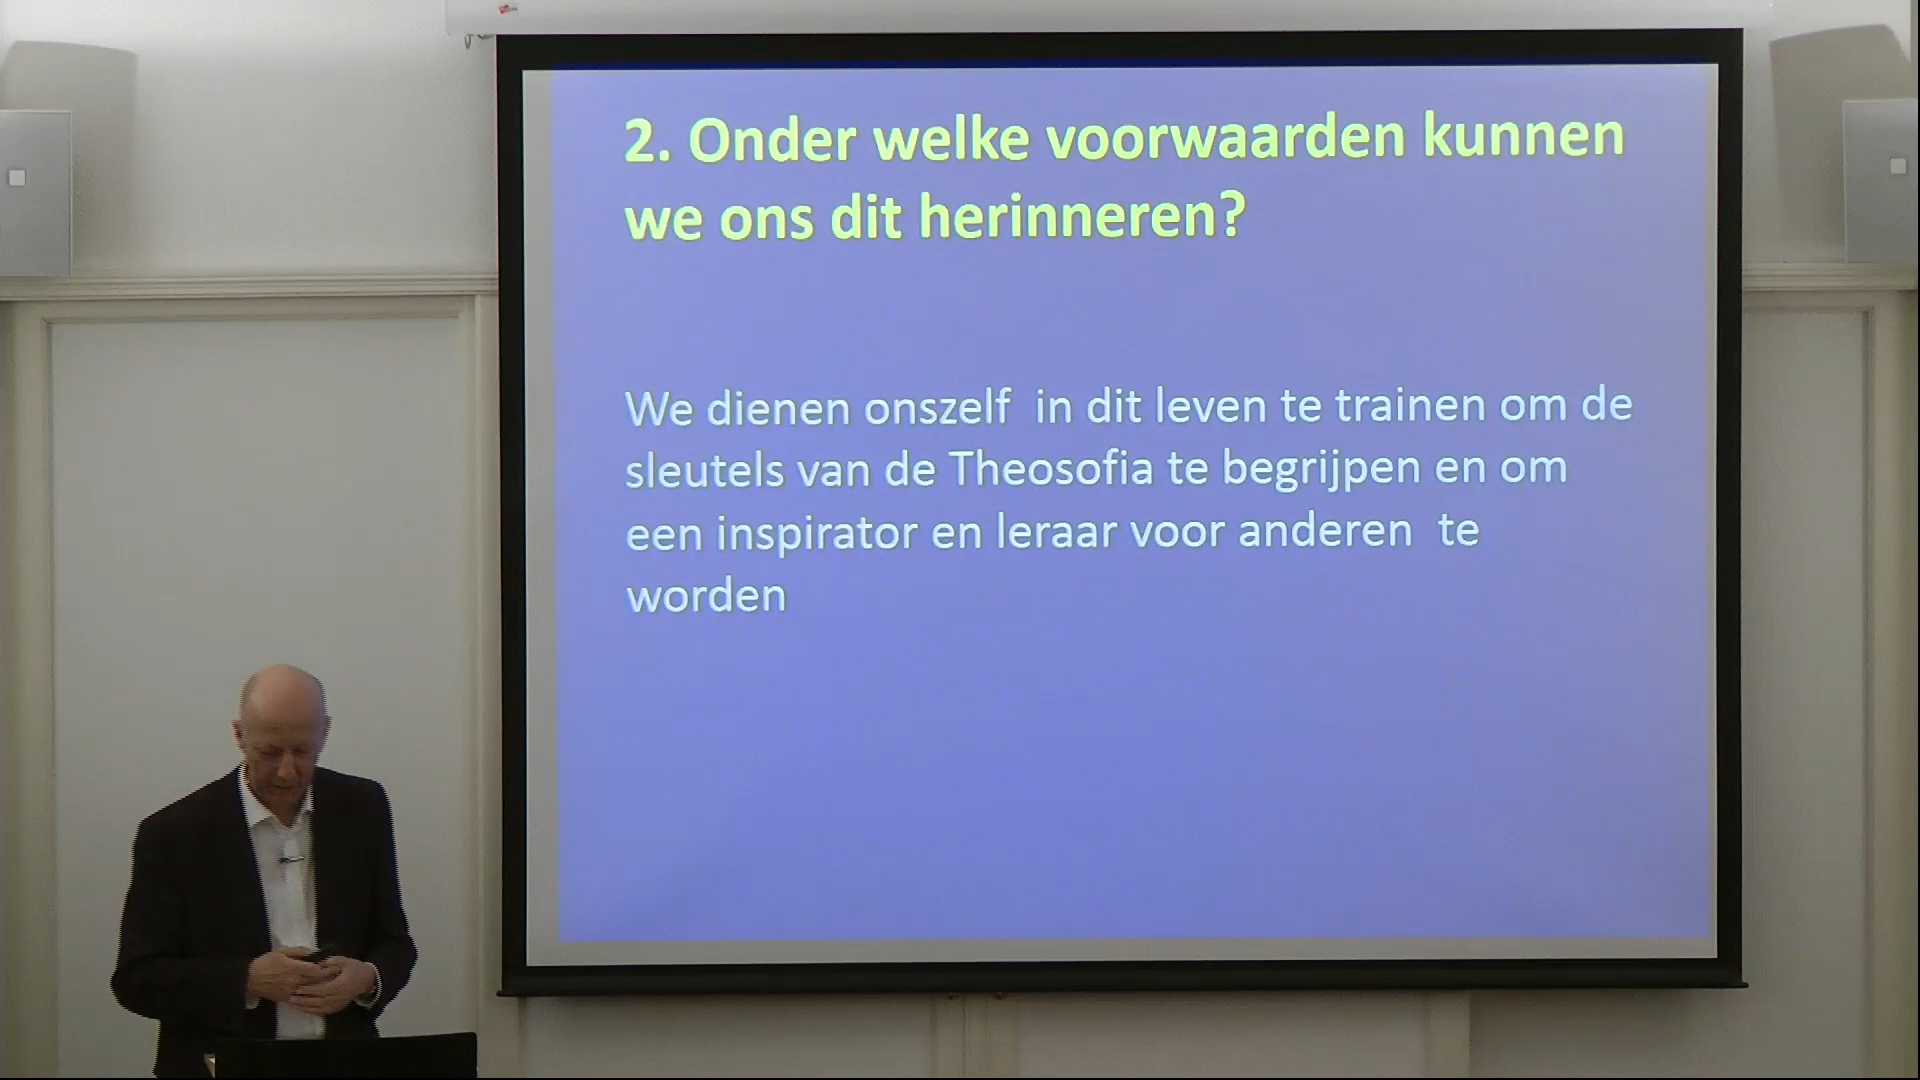 2. Onder welke voorwaarden kunnen
we ons dit herinneren?
We dienen onszelf in dit leven te trainen om de
sleutels van de Theosofia te begrijpen en om
een inspirator en leraar voor anderen te
worden